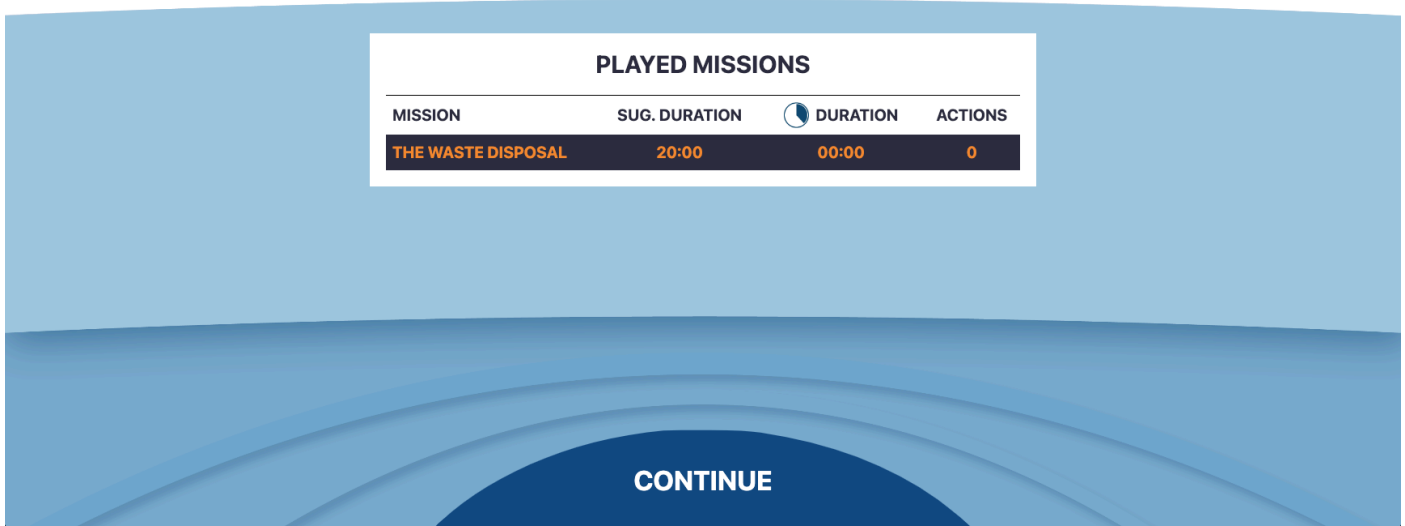 PLAYED MISSIONS
MISSION SUG. DURATION DURATION ACTIONS
THE WASTE DISPOSAL 20:00 00:00 0
CONTINUE